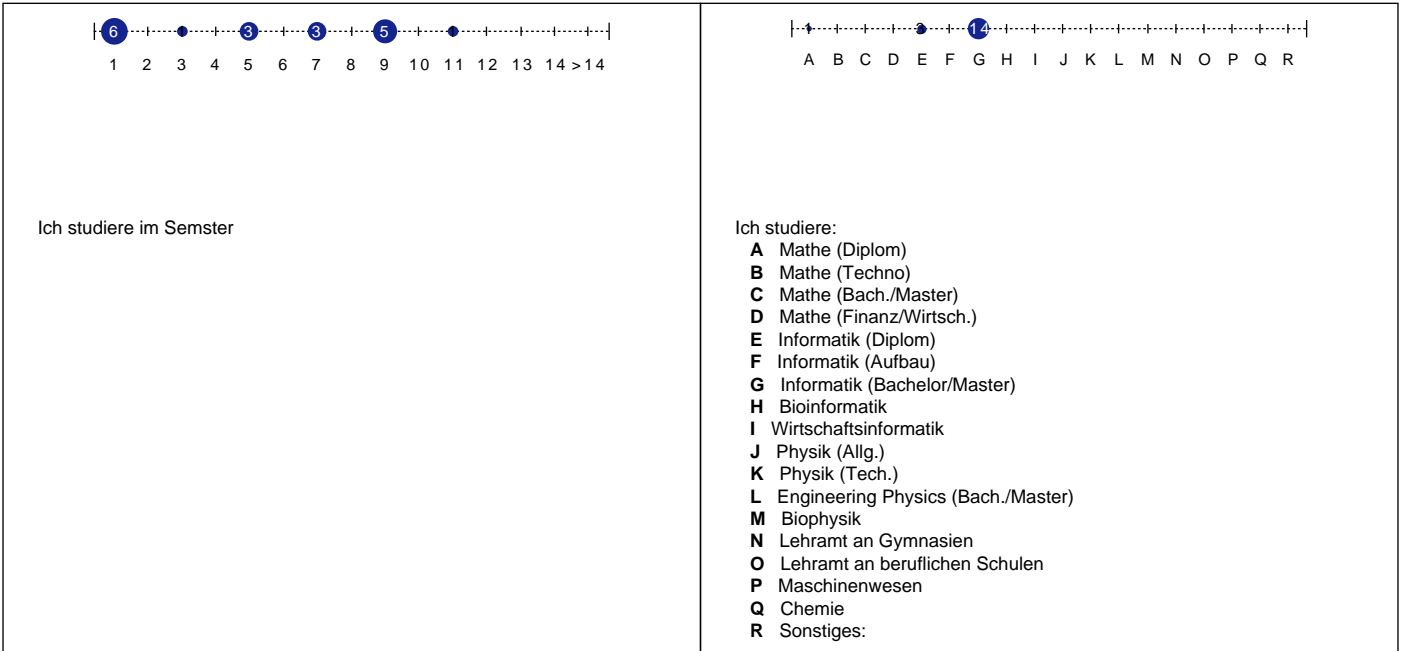 6 1 3 3 5 1
1 2 3 4 5 6 7 8 9 10 11 12 13 14 >14
Ich studiere im Semster
1 3 14
A B C D E F G H I J K L M N O P Q R
Ich studiere:
A Mathe (Diplom)
B Mathe (Techno)
C Mathe (Bach./Master)
D Mathe (Finanz/Wirtsch.)
E Informatik (Diplom)
F Informatik (Aufbau)
G Informatik (Bachelor/Master)
H Bioinformatik
I Wirtschaftsinformatik
J Physik (Allg.)
K Physik (Tech.)
L Engineering Physics (Bach./Master)
M Biophysik
N Lehramt an Gymnasien
O Lehramt an beruflichen Schulen
P Maschinenwesen
Q Chemie
R Sonstiges: